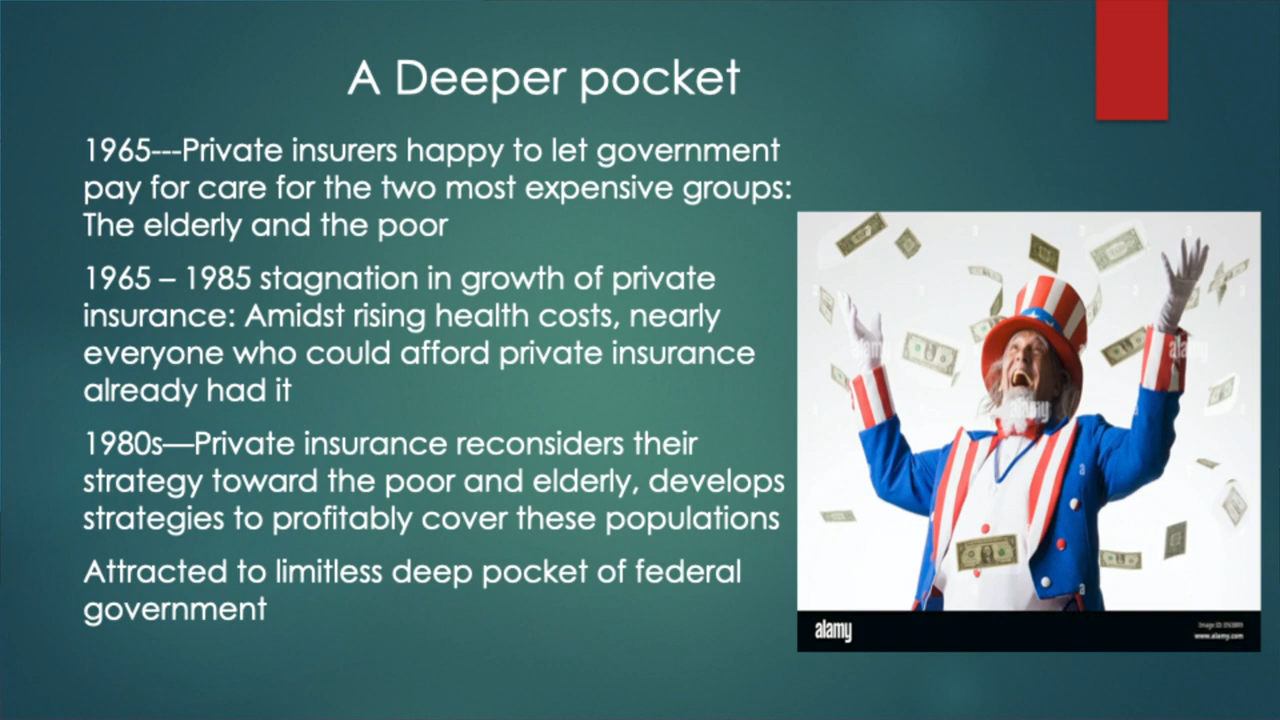 A Deeper pocket
1965---Private insurers happy to let government
pay for care for the two most expensive groups:
The elderly and the poor
1965 – 1985 stagnation in growth of private
insurance: Amidst rising health costs, nearly
everyone who could afford private insurance
already had it
1980s—Private insurance reconsiders their
strategy toward the poor and elderly, develops
strategies to profitably cover these populations
Attracted to limitless deep pocket of federal
government
alamy
alamy
alamy
alamy
www.alamy.com